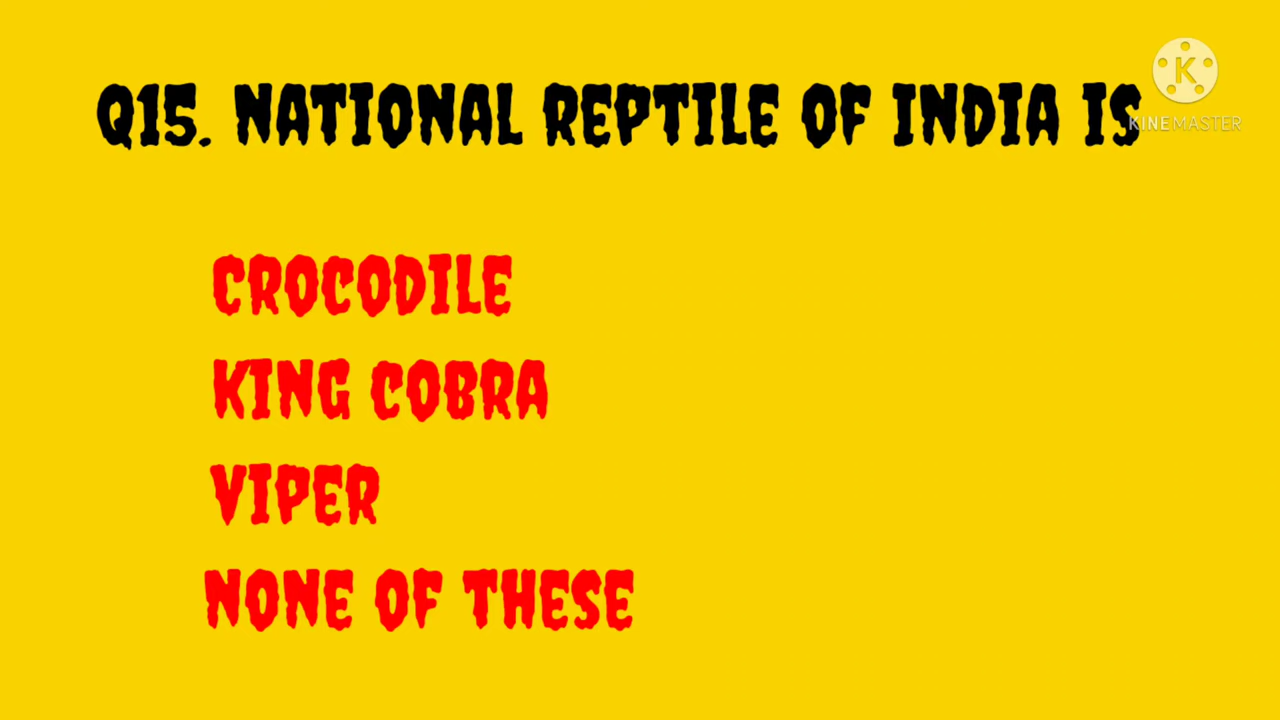 Q15. NATIONAL REPTILE OF INDIA IS
K
KINEMASTER
CROCODILE
KING COBRA
VIPER
NONE OF THESE